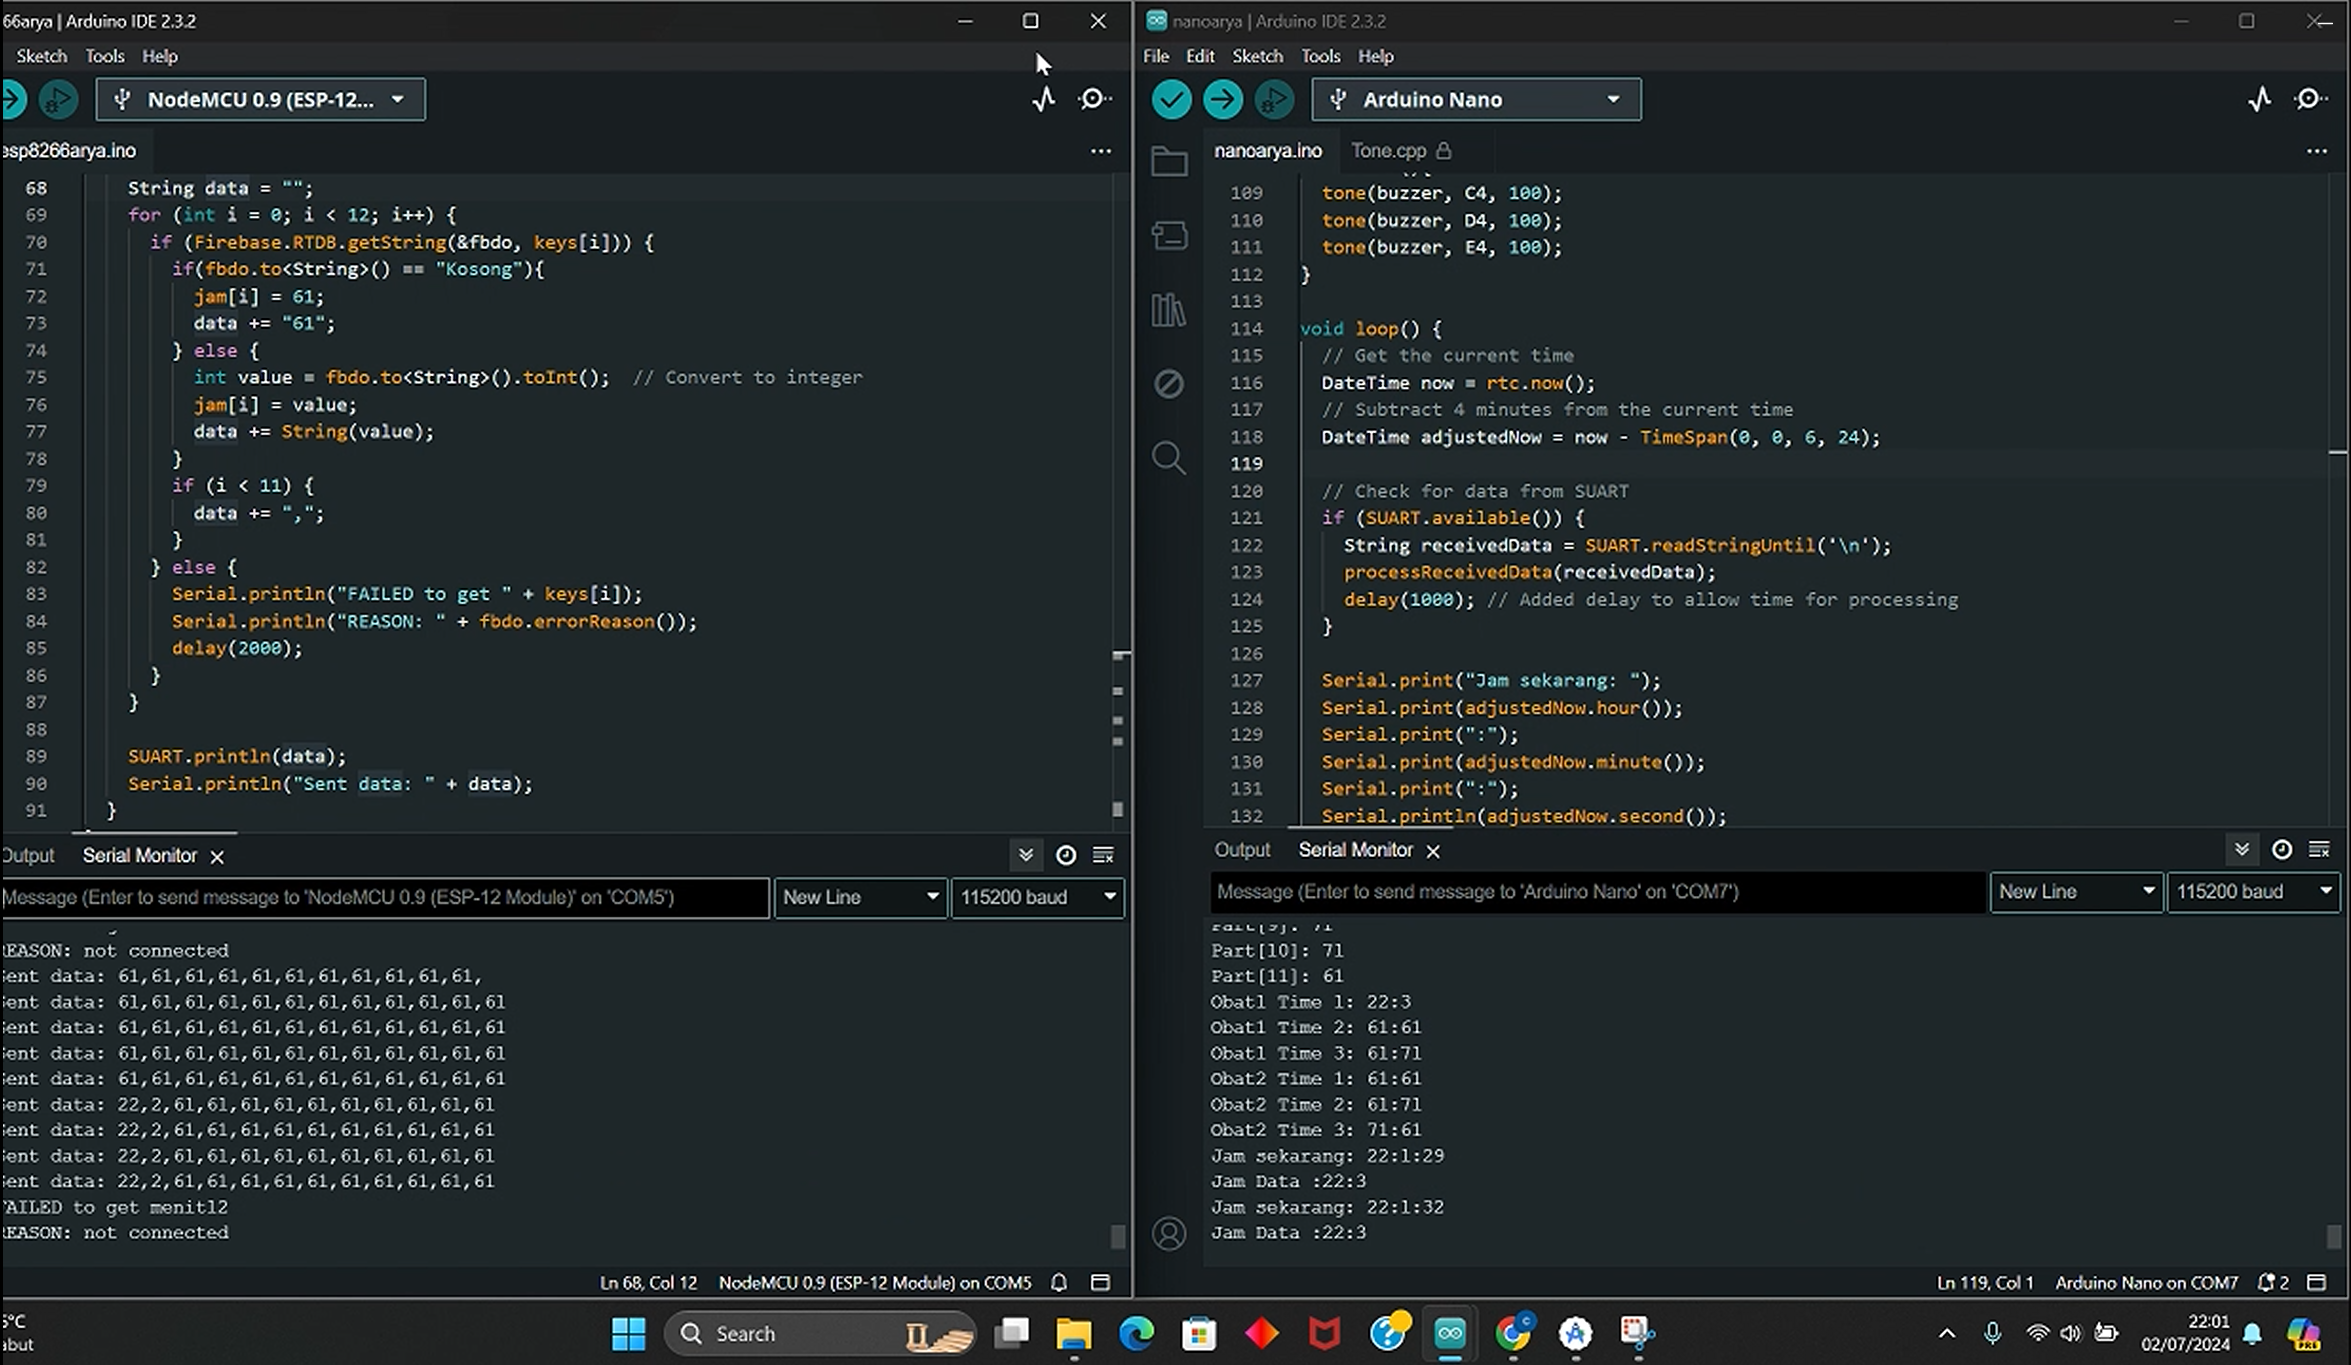 66arya | Arduino IDE 2.3.2
Sketch Tools Help
NodeMCU 0.9 (ESP-12...
esp8266arya.ino
68 String data = "";
69 for (int i = 0; i < 12; i++) {
70 if (Firebase.RTDB.getString(&fbdo, keys[i])) {
71 if(fbdo.to<String>() == "Kosong"){
72 jam[i] = 61;
73 data += "61";
74 } else {
75 int value = fbdo.to<String>().toInt(); // Convert to integer
76 jam[i] = value;
77 data += String(value);
78 }
79 if (i < 11) {
80 data += ",";
81 }
82 } else {
83 Serial.println("FAILED to get " + keys[i]);
84 Serial.println("REASON: " + fbdo.errorReason());
85 delay(2000);
86 }
87 }
88
89 SUART.println(data);
90 Serial.println("Sent data: " + data);
91 }
Output Serial Monitor
Message (Enter to send message to 'NodeMCU 0.9 (ESP-12 Module)' on 'COM5')
New Line
115200 baud
REASON: not connected
Sent data: 61,61,61,61,61,61,61,61,61,61,61,
Sent data: 61,61,61,61,61,61,61,61,61,61,61,61
Sent data: 61,61,61,61,61,61,61,61,61,61,61,61
Sent data: 61,61,61,61,61,61,61,61,61,61,61,61
Sent data: 61,61,61,61,61,61,61,61,61,61,61,61
Sent data: 22,2,61,61,61,61,61,61,61,61,61,61
Sent data: 22,2,61,61,61,61,61,61,61,61,61,61
Sent data: 22,2,61,61,61,61,61,61,61,61,61,61
Sent data: 22,2,61,61,61,61,61,61,61,61,61,61
FAILED to get menit12
REASON: not connected
Ln 68, Col 12 NodeMCU 0.9 (ESP-12 Module) on COM5
nanoarya | Arduino IDE 2.3.2
File Edit Sketch Tools Help
Arduino Nano
nanoarya.ino Tone.cpp
109 tone(buzzer, C4, 100);
110 tone(buzzer, D4, 100);
111 tone(buzzer, E4, 100);
112 }
113
114 void loop() {
115 // Get the current time
116 DateTime now = rtc.now();
117 // Subtract 4 minutes from the current time
118 DateTime adjustedNow = now - TimeSpan(0, 0, 6, 24);
119
120 // Check for data from SUART
121 if (SUART.available()) {
122 String receivedData = SUART.readStringUntil('\n');
123 processReceivedData(receivedData);
124 delay(1000); // Added delay to allow time for processing
125 }
126
127 Serial.print("Jam sekarang: ");
128 Serial.print(adjustedNow.hour());
129 Serial.print(":");
130 Serial.print(adjustedNow.minute());
131 Serial.print(":");
132 Serial.println(adjustedNow.second());
Output Serial Monitor
Message (Enter to send message to 'Arduino Nano' on 'COM7')
New Line
115200 baud
Part[9]: 71
Part[10]: 71
Part[11]: 61
Obat1 Time 1: 22:3
Obat1 Time 2: 61:61
Obat1 Time 3: 61:71
Obat2 Time 1: 61:61
Obat2 Time 2: 61:71
Obat2 Time 3: 71:61
Jam sekarang: 22:1:29
Jam Data :22:3
Jam sekarang: 22:1:32
Jam Data :22:3
Ln 119, Col 1 Arduino Nano on COM7 2
5°C
abut
Search
22:01
02/07/2024
PRE